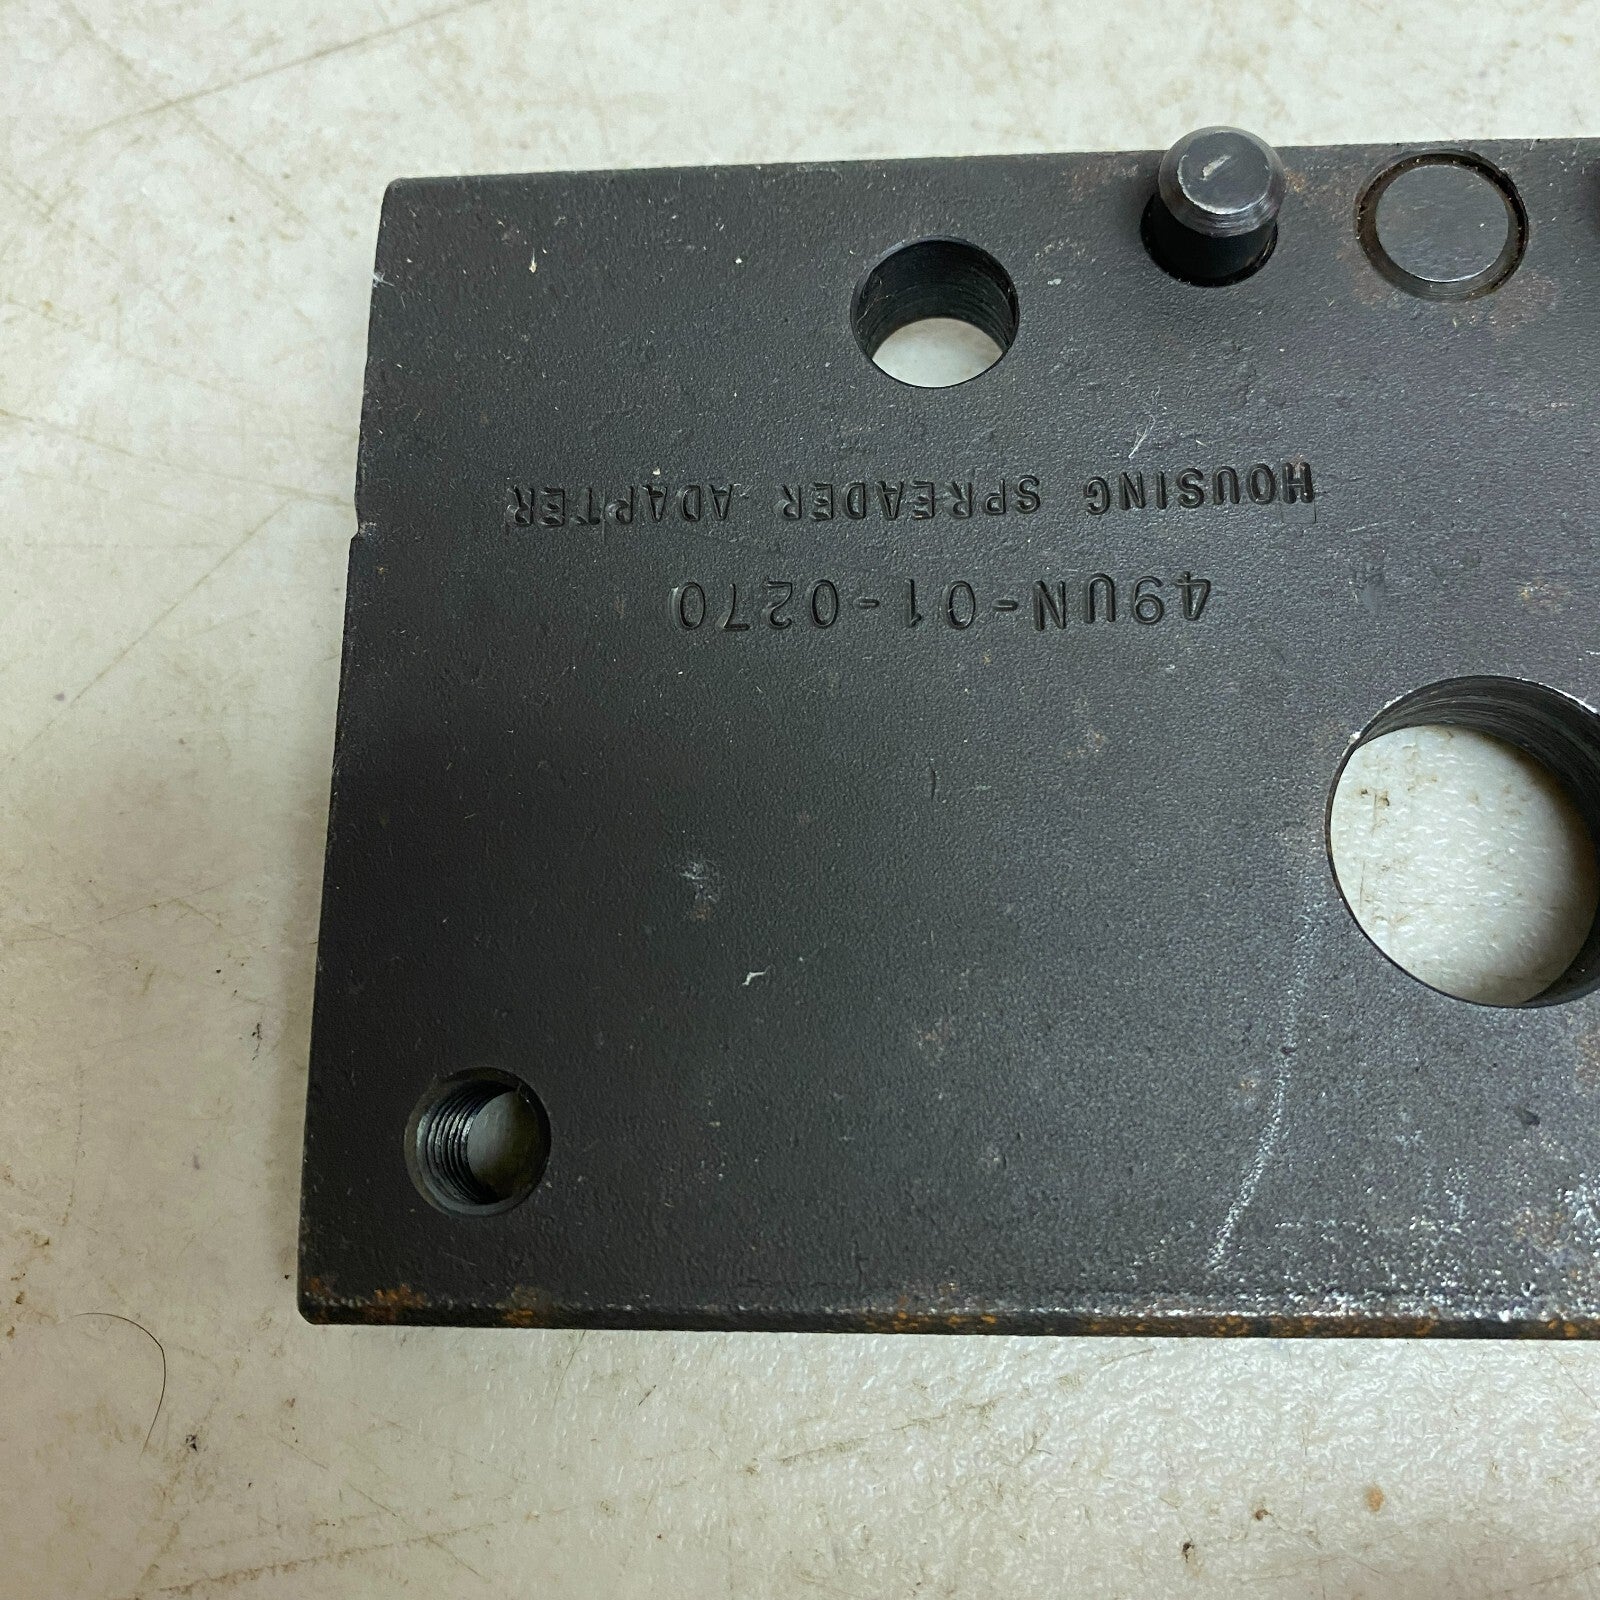 49UN-01-0270
HOUSING SPREADER ADAPTER